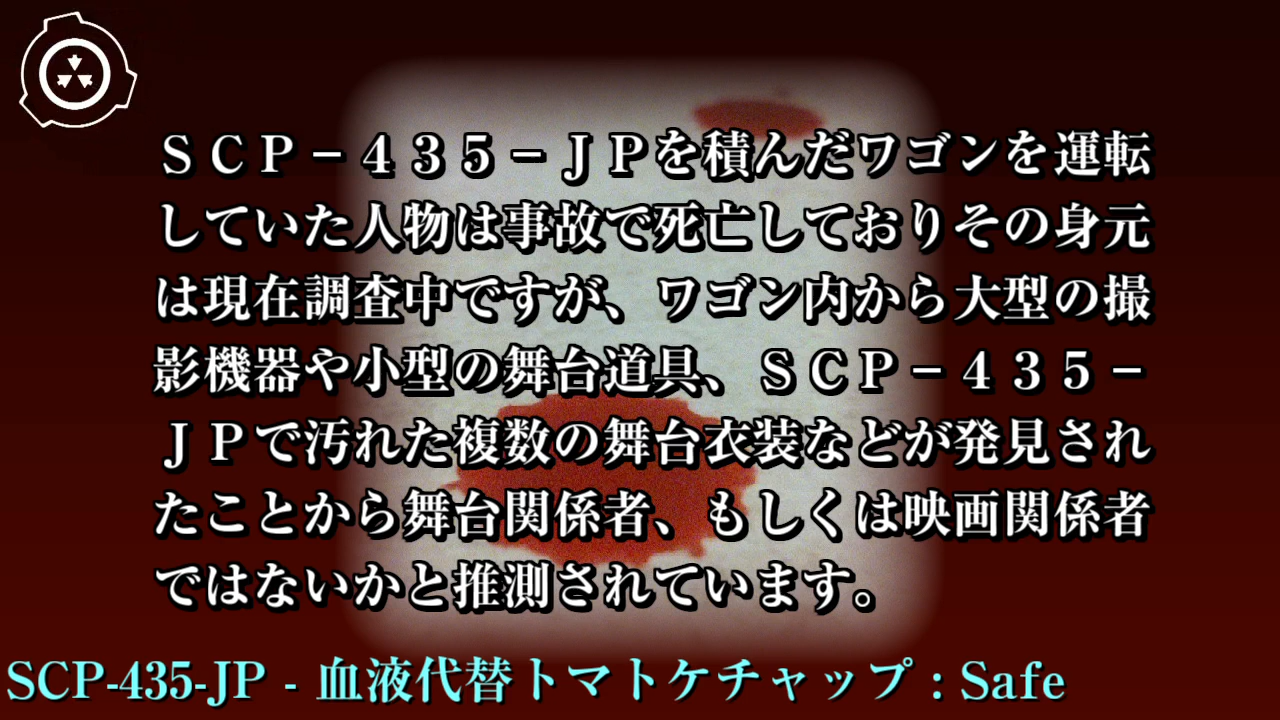 SCP－435－JPを積んだワゴンを運転
していた人物は事故で死亡しておりその身元
は現在調査中ですが、ワゴン内から大型の撮
影機器や小型の舞台道具、SCP－435－
JPで汚れた複数の舞台衣装などが発見され
たことから舞台関係者、もしくは映画関係者
ではないかと推測されています。
SCP-435-JP - 血液代替トマトケチャップ : Safe